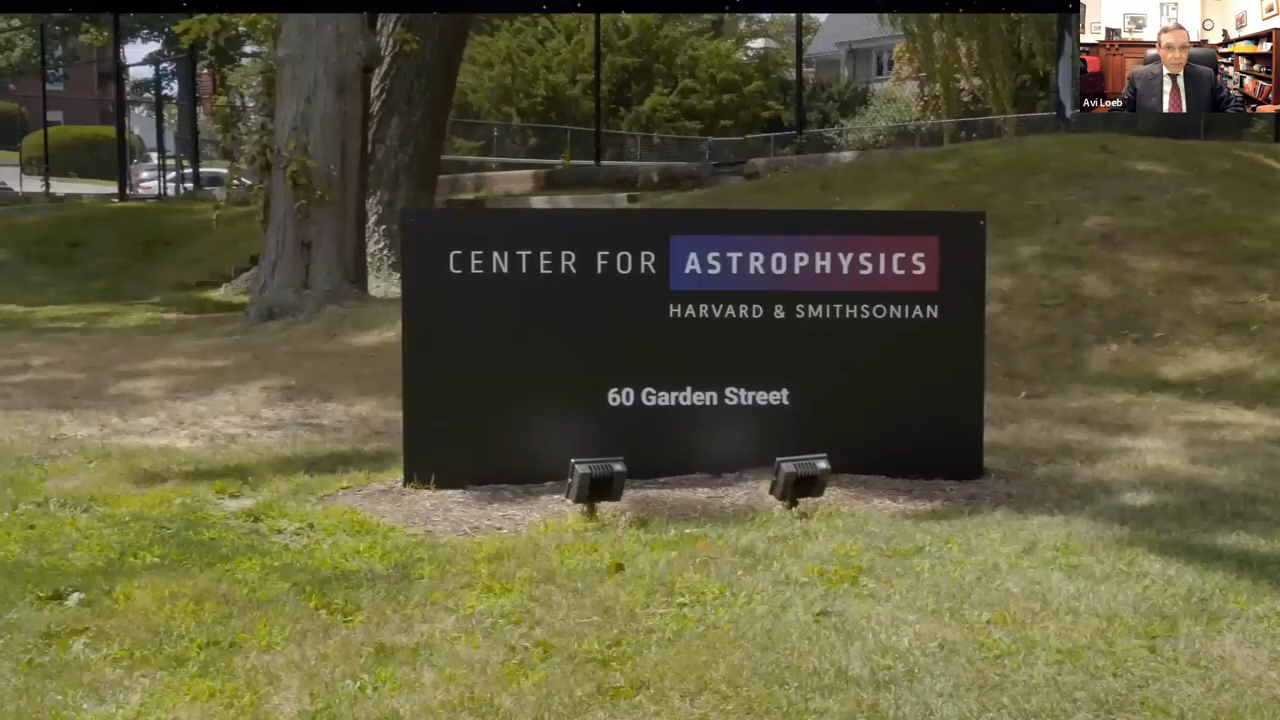 Avi Loeb
CENTER FOR ASTROPHYSICS
HARVARD & SMITHSONIAN
60 Garden Street